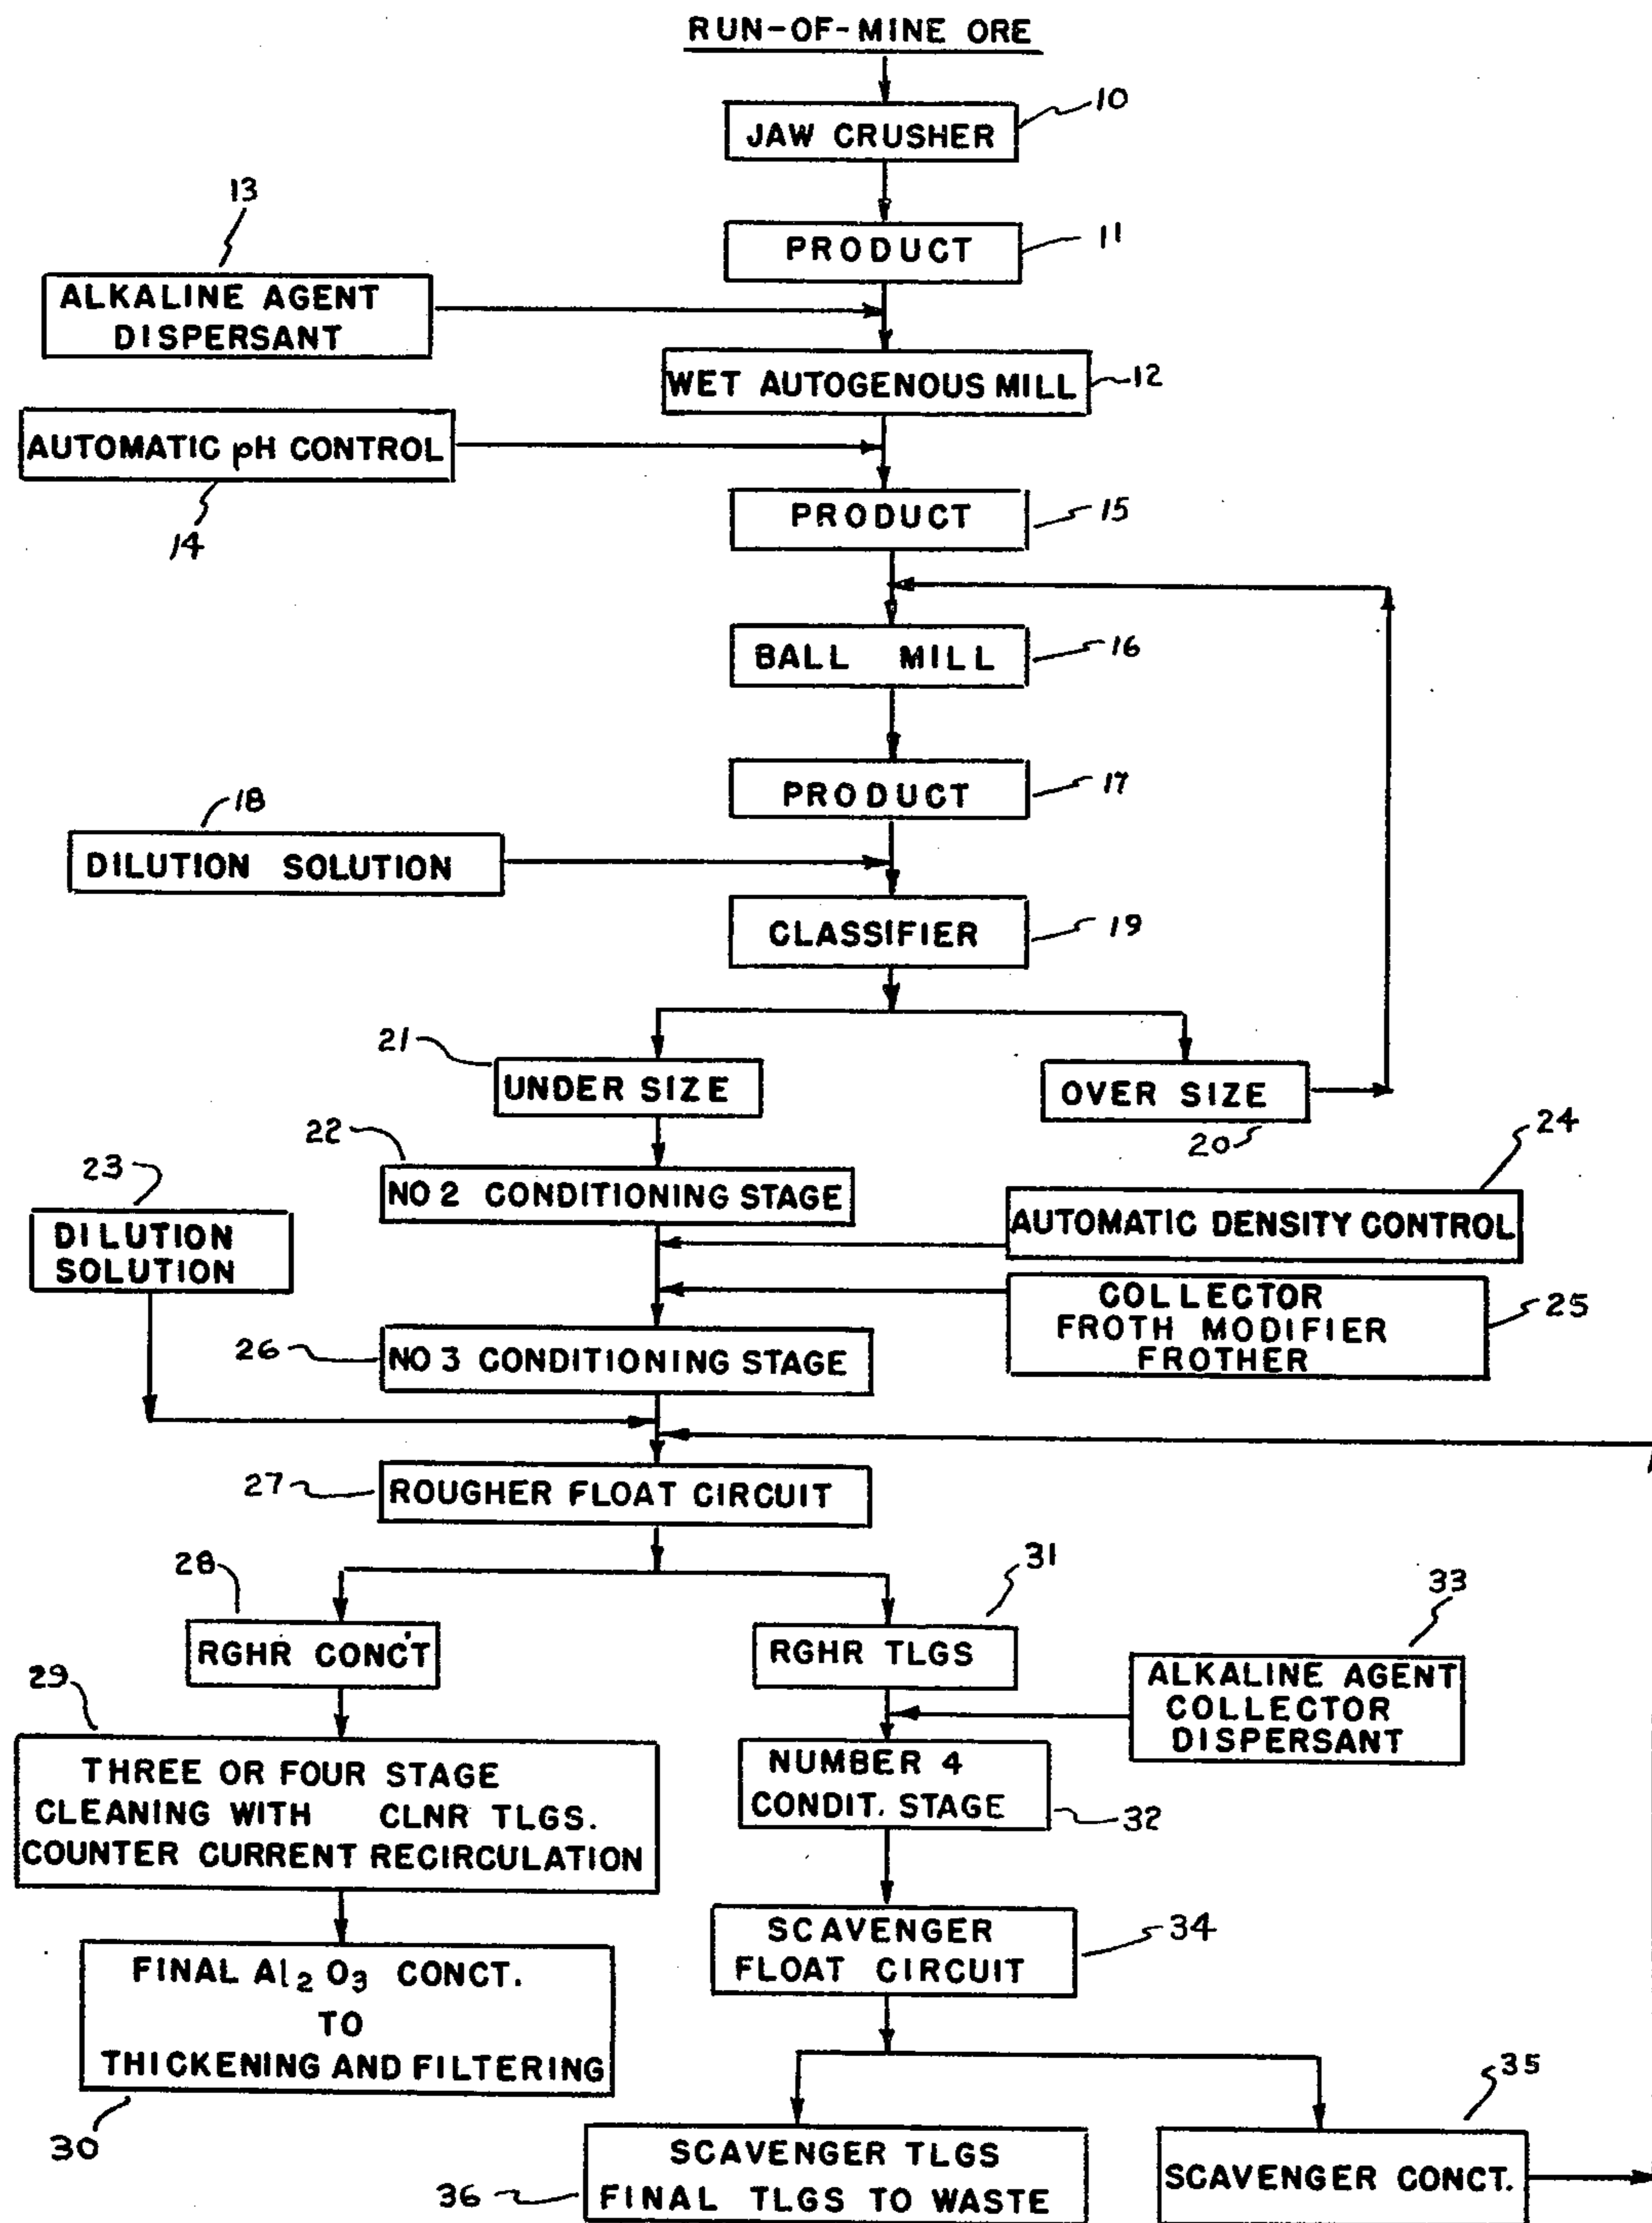 RUN-OF-MINE ORE
10
JAW CRUSHER
13
PRODUCT
11
ALKALINE AGENT
DISPERSANT
WET AUTOGENOUS MILL
12
AUTOMATIC pH CONTROL
14
PRODUCT
15
BALL MILL
16
18
PRODUCT
17
DILUTION SOLUTION
CLASSIFIER
19
21
UNDER SIZE
OVER SIZE
20
22
24
23
NO 2 CONDITIONING STAGE
AUTOMATIC DENSITY CONTROL
DILUTION
SOLUTION
COLLECTOR
FROTH MODIFIER
FROTHER
25
26
NO 3 CONDITIONING STAGE
27
ROUGHER FLOAT CIRCUIT
28
31
33
RGHR CONC'T
RGHR TLGS
29
ALKALINE AGENT
COLLECTOR
DISPERSANT
THREE OR FOUR STAGE
CLEANING WITH CLNR TLGS.
COUNTER CURRENT RECIRCULATION
NUMBER 4
CONDIT. STAGE
32
SCAVENGER
FLOAT CIRCUIT
34
FINAL Al₂O₃ CONCT.
TO
THICKENING AND FILTERING
30
35
SCAVENGER TLGS
FINAL TLGS TO WASTE
36
SCAVENGER CONCT.